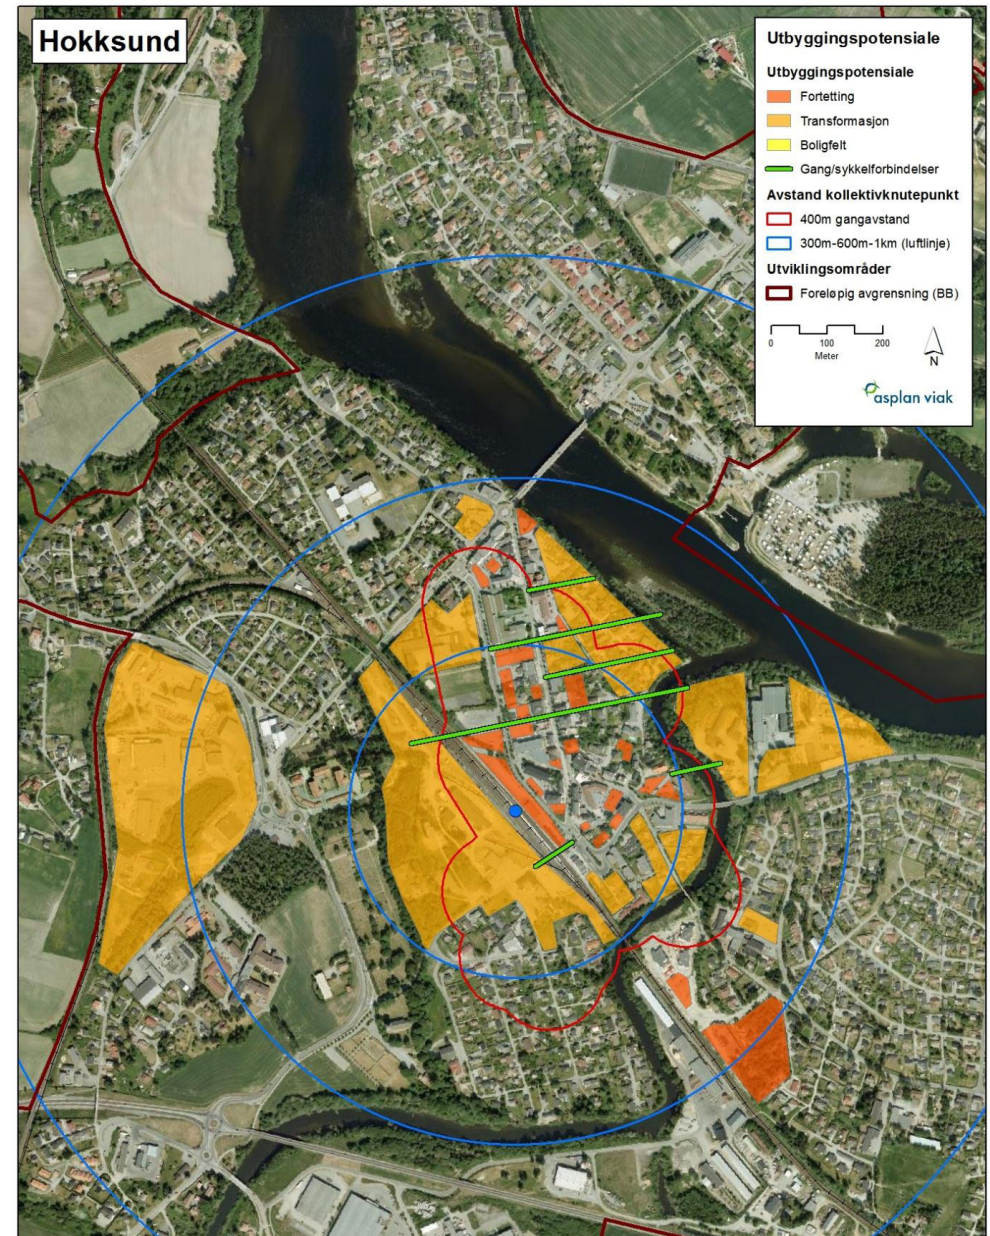 Hokksund
Utbyggingspotensiale
Utbyggingspotensiale
Fortetting
Transformasjon
Boligfelt
Gang/sykkelforbindelser
Avstand kollektivknutepunkt
400m gangavstand
300m-600m-1km (luftlinje)
Utviklingsområder
Foreløpig avgrensning (BB)
0 100 200
Meter
N
asplan viak